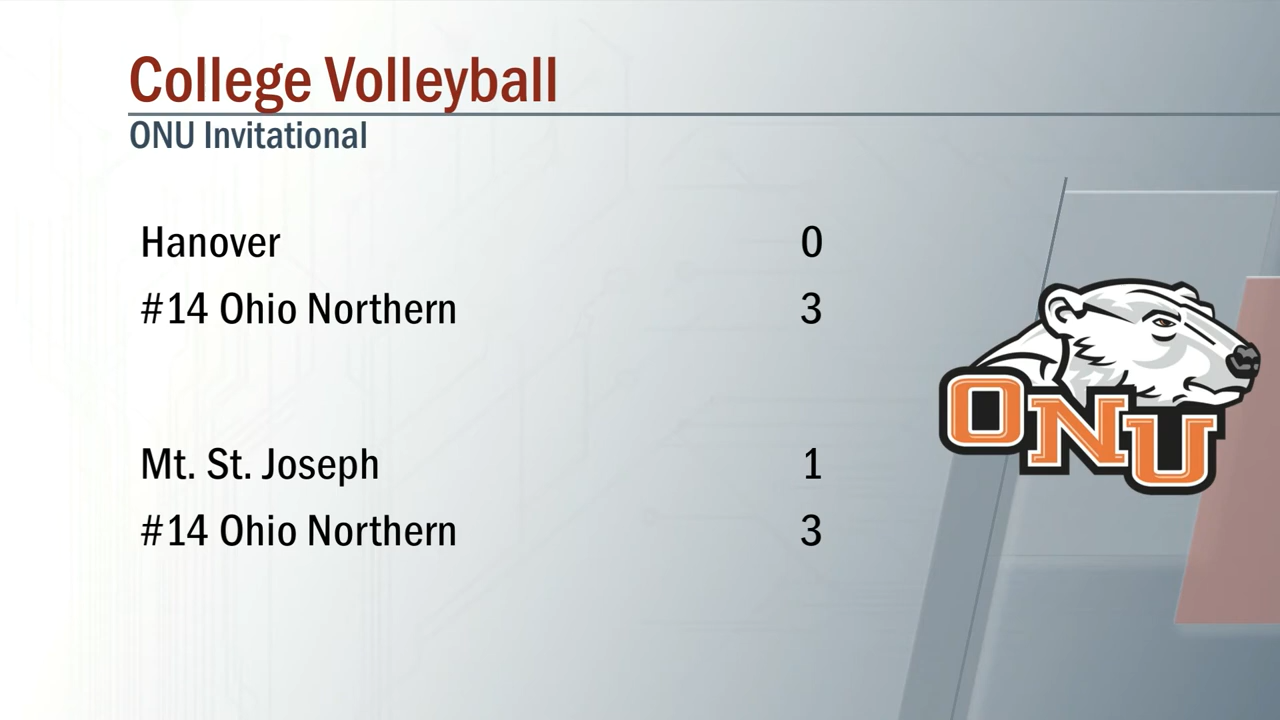 College Volleyball
ONU Invitational
Hanover 0
#14 Ohio Northern 3
Mt. St. Joseph 1
#14 Ohio Northern 3
ONU